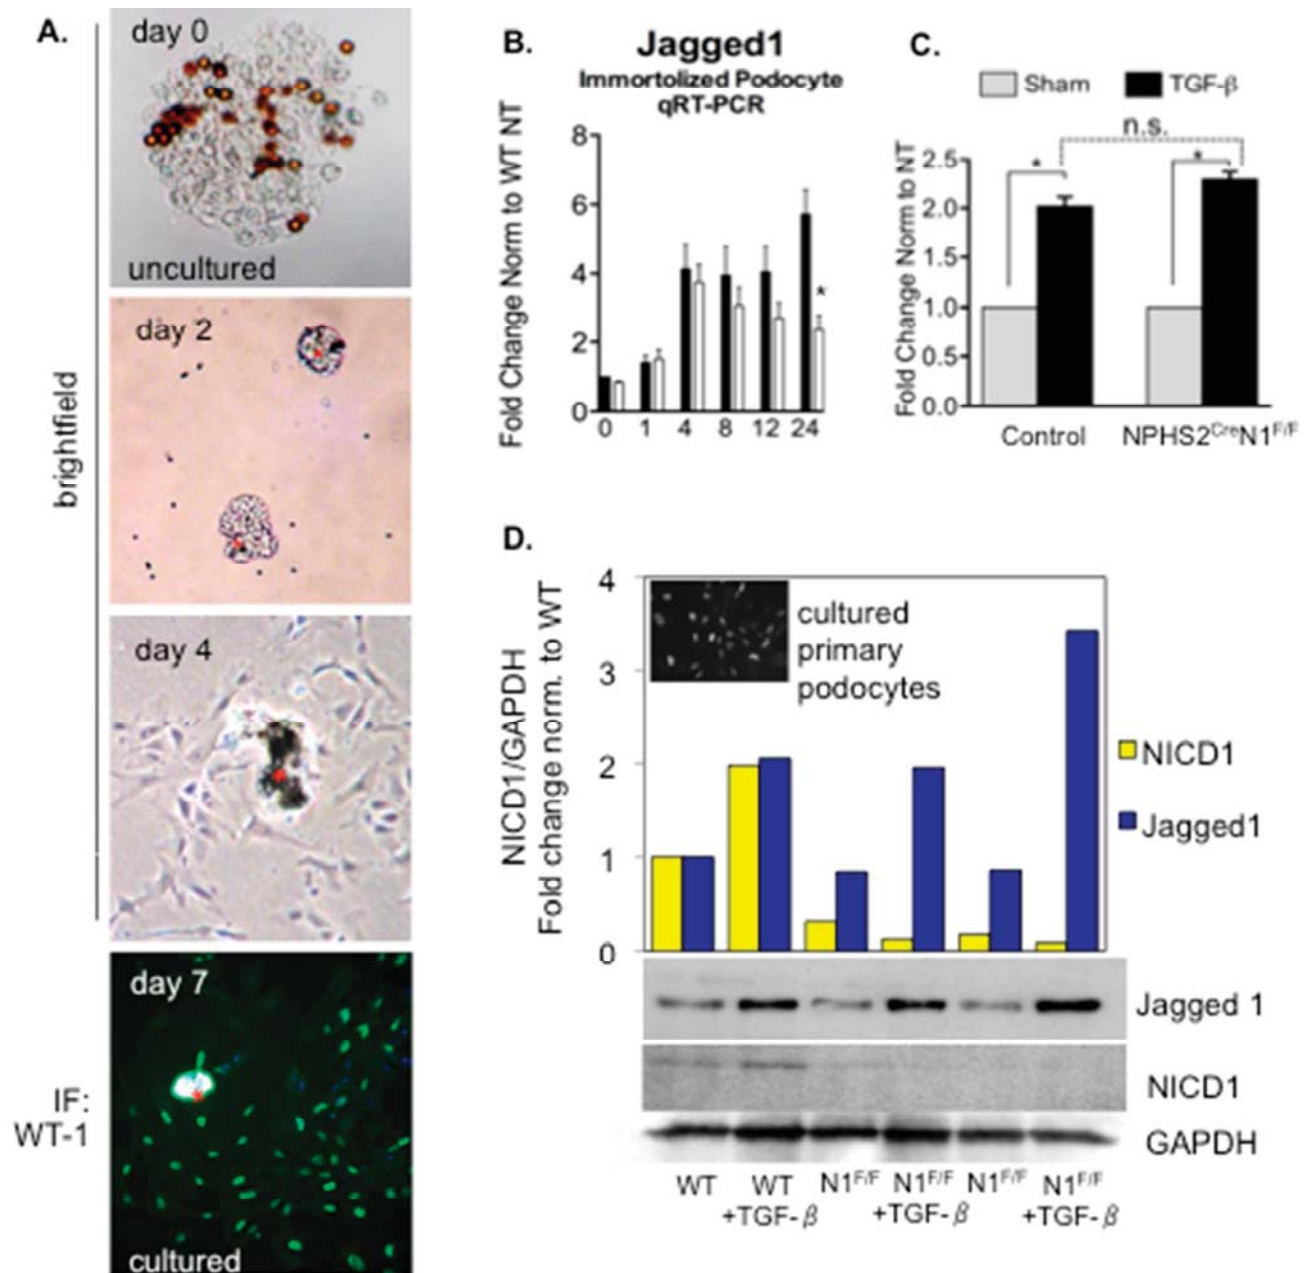 A.
day 0
uncultured
day 2
day 4
brightfield
day 7
cultured
IF:
WT-1
B.
Jagged1
Immortolized Podocyte
qRT-PCR
Fold Change Norm to WT NT
8
6
4
2
0
0 1 4 8 12 24
*
C.
Sham TGF-β
n.s.
* *
Fold Change Norm to NT
2.5
2.0
1.5
1.0
0.5
0.0
Control NPHS2CreN1F/F
D.
NICD1/GAPDH
Fold change norm. to WT
4
3
2
1
0
cultured
primary
podocytes
NICD1
Jagged1
Jagged 1
NICD1
GAPDH
WT WT N1F/F N1F/F N1F/F N1F/F
+TGF-β +TGF-β +TGF-β